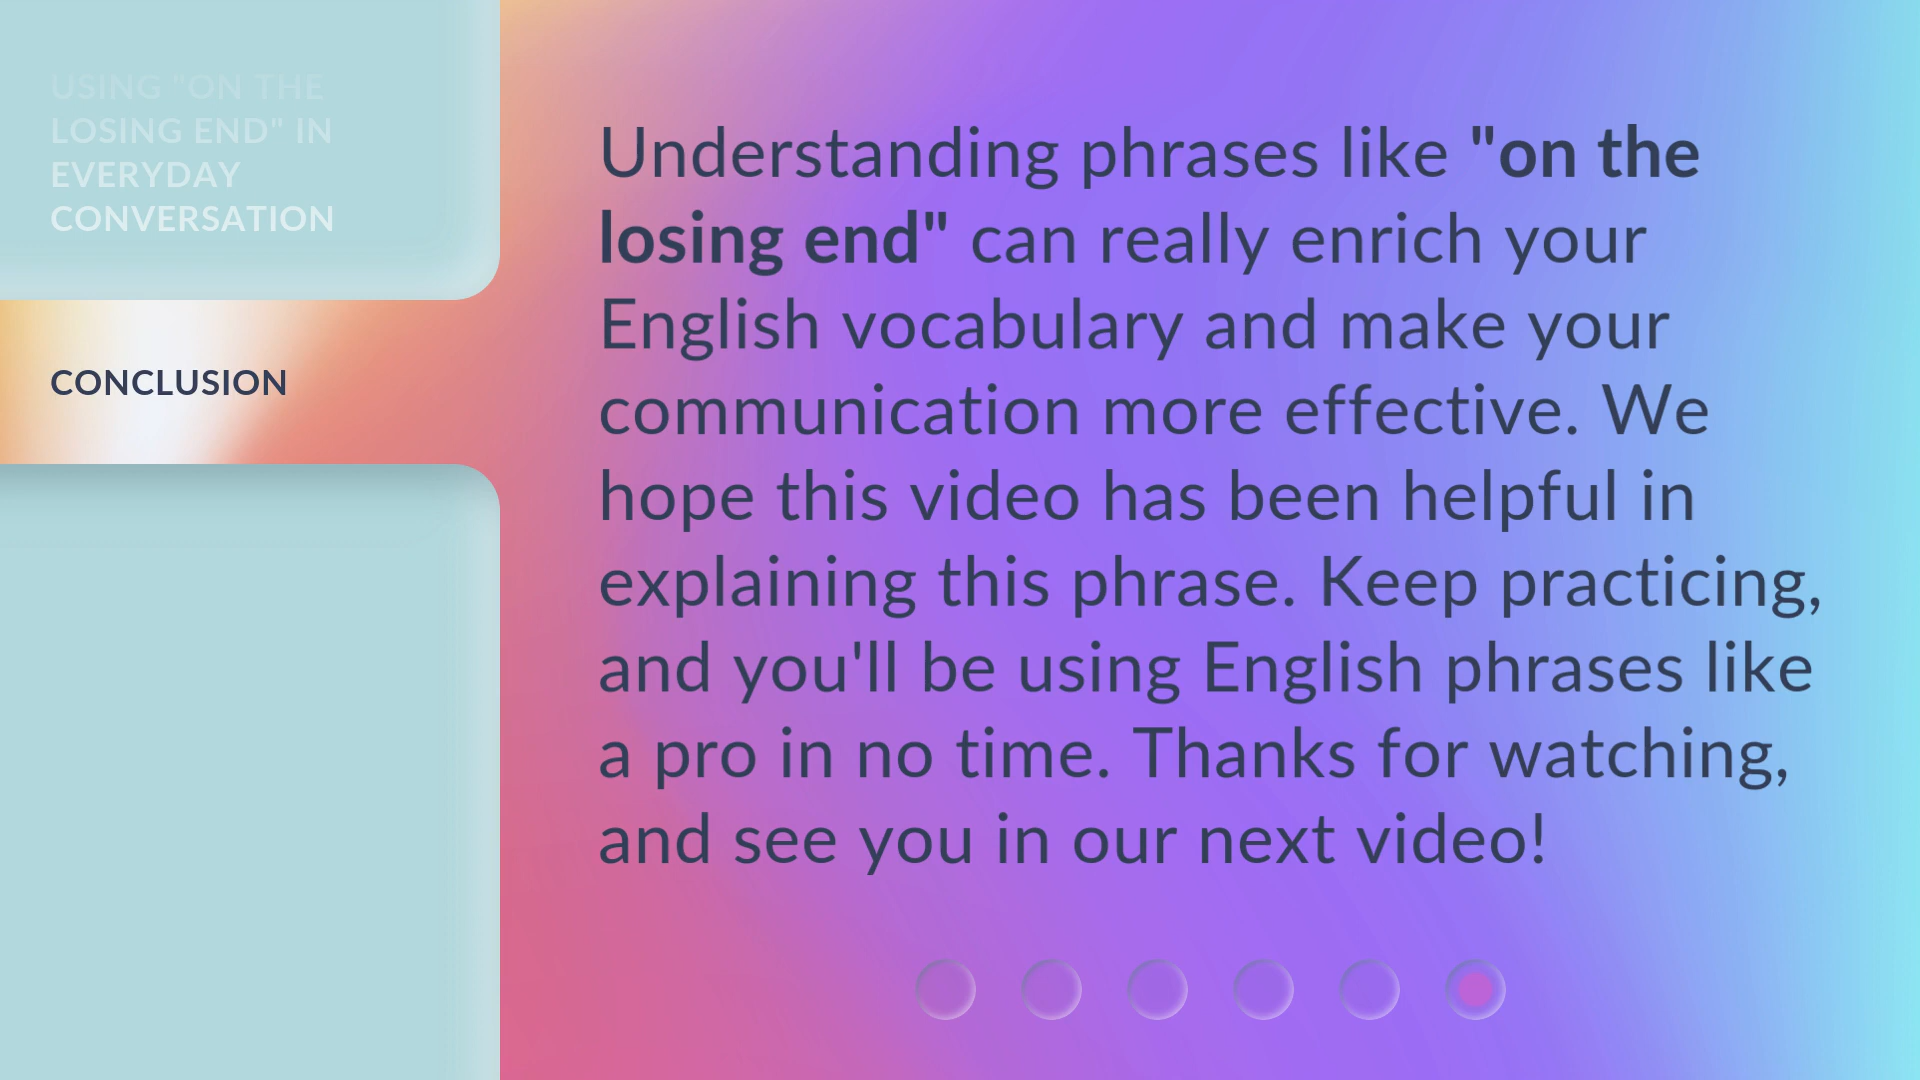 USING "ON THE
LOSING END" IN
EVERYDAY
CONVERSATION
CONCLUSION
Understanding phrases like "on the
losing end" can really enrich your
English vocabulary and make your
communication more effective. We
hope this video has been helpful in
explaining this phrase. Keep practicing,
and you'll be using English phrases like
a pro in no time. Thanks for watching,
and see you in our next video!